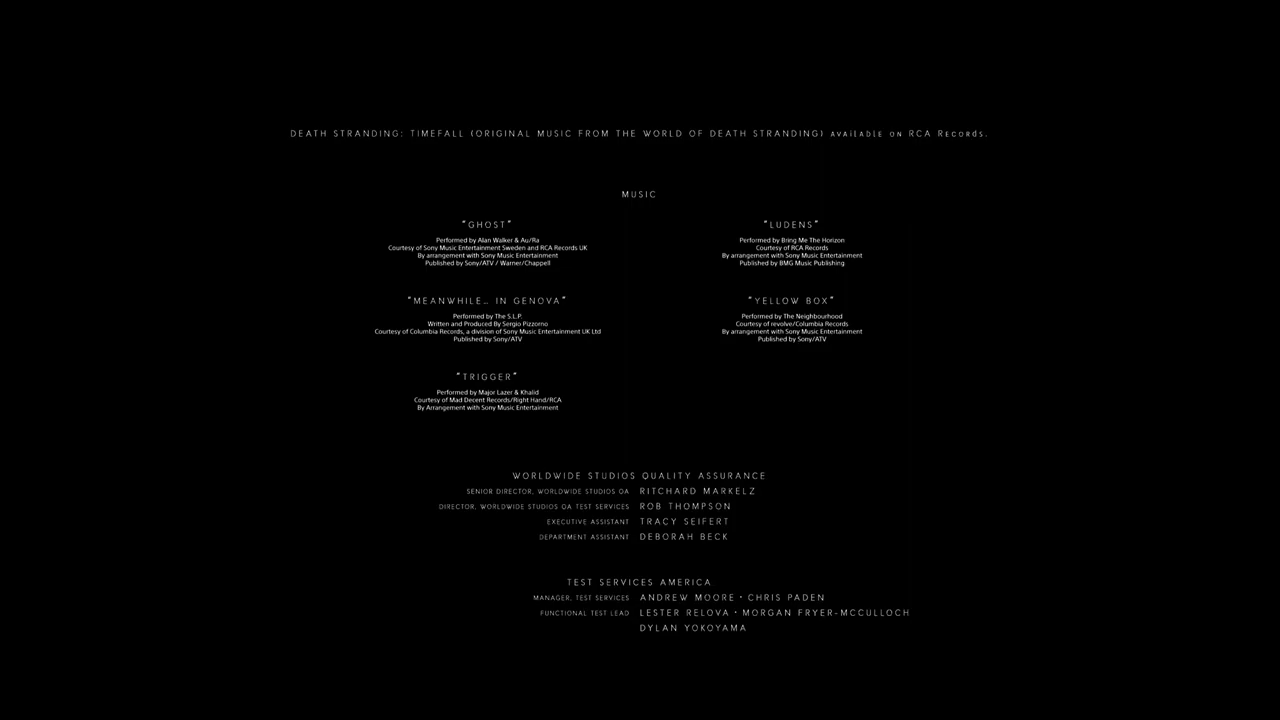 DEATH STRANDING: TIMEFALL (ORIGINAL MUSIC FROM THE WORLD OF DEATH STRANDING) AVAILABLE ON RCA RECORDS.
MUSIC
"GHOST"
Performed by Alan Walker & Au/Ra
Courtesy of Sony Music Entertainment Sweden and RCA Records UK
By arrangement with Sony Music Entertainment
Published by Sony/ATV / Warner/Chappell
"LUDENS"
Performed by Bring Me The Horizon
Courtesy of RCA Records
By arrangement with Sony Music Entertainment
Published by BMG Music Publishing
"MEANWHILE... IN GENOVA"
Performed by The S.L.P.
Written and Produced By Sergio Pizzorno
Courtesy of Columbia Records, a division of Sony Music Entertainment UK Ltd
Published by Sony/ATV
"YELLOW BOX"
Performed by The Neighbourhood
Courtesy of revolve/Columbia Records
By arrangement with Sony Music Entertainment
Published by Sony/ATV
"TRIGGER"
Performed by Major Lazer & Khalid
Courtesy of Mad Decent Records/Right Hand/RCA
By Arrangement with Sony Music Entertainment
WORLDWIDE STUDIOS QUALITY ASSURANCE
SENIOR DIRECTOR, WORLDWIDE STUDIOS QA RITCHARD MARKELZ
DIRECTOR, WORLDWIDE STUDIOS QA TEST SERVICES ROB THOMPSON
EXECUTIVE ASSISTANT TRACY SEIFERT
DEPARTMENT ASSISTANT DEBORAH BECK
TEST SERVICES AMERICA
MANAGER, TEST SERVICES ANDREW MOORE • CHRIS PADEN
FUNCTIONAL TEST LEAD LESTER RELOVA • MORGAN FRYER-MCCULLOCH
DYLAN YOKOYAMA